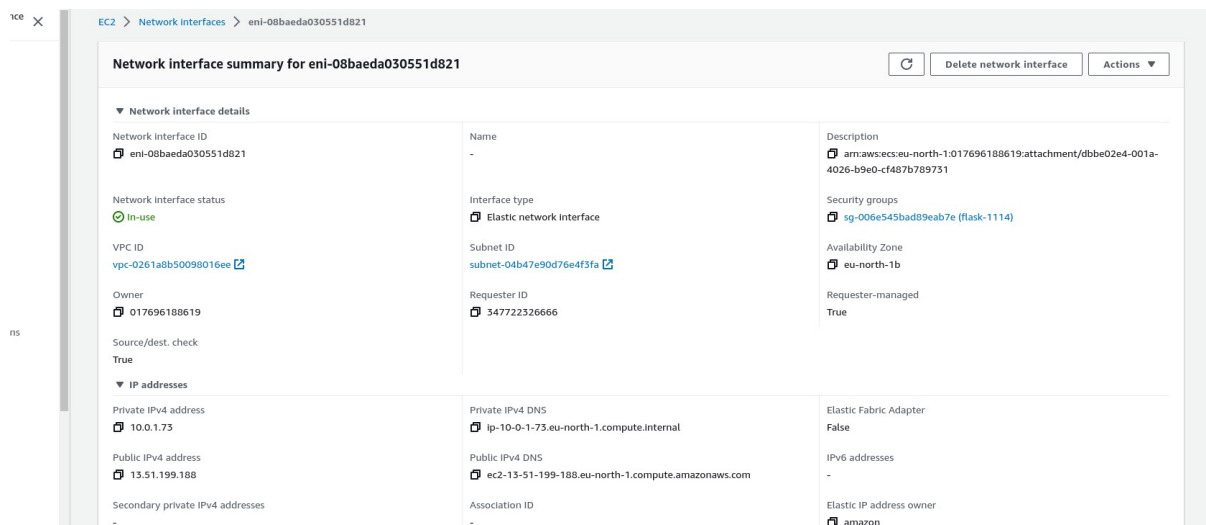 nce
EC2 > Network interfaces > eni-08baeda030551d821
Network interface summary for eni-08baeda030551d821
Delete network interface
Actions
Network interface details
Network interface ID
eni-08baeda030551d821
Name
-
Description
arn:aws:ecs:eu-north-1:017696188619:attachment/dbbe02e4-001a-
4026-b9e0-cf487b789731
Network interface status
In-use
Interface type
Elastic network interface
Security groups
sg-006e545bad89eab7e (flask-1114)
VPC ID
vpc-0261a8b50098016ee
Subnet ID
subnet-04b47e90d76e4f3fa
Availability Zone
eu-north-1b
Owner
017696188619
Requester ID
347722326666
Requester-managed
True
ns
Source/dest. check
True
IP addresses
Private IPv4 address
10.0.1.73
Private IPv4 DNS
ip-10-0-1-73.eu-north-1.compute.internal
Elastic Fabric Adapter
False
Public IPv4 address
13.51.199.188
Public IPv4 DNS
ec2-13-51-199-188.eu-north-1.compute.amazonaws.com
IPv6 addresses
-
Secondary private IPv4 addresses
-
Association ID
-
Elastic IP address owner
amazon